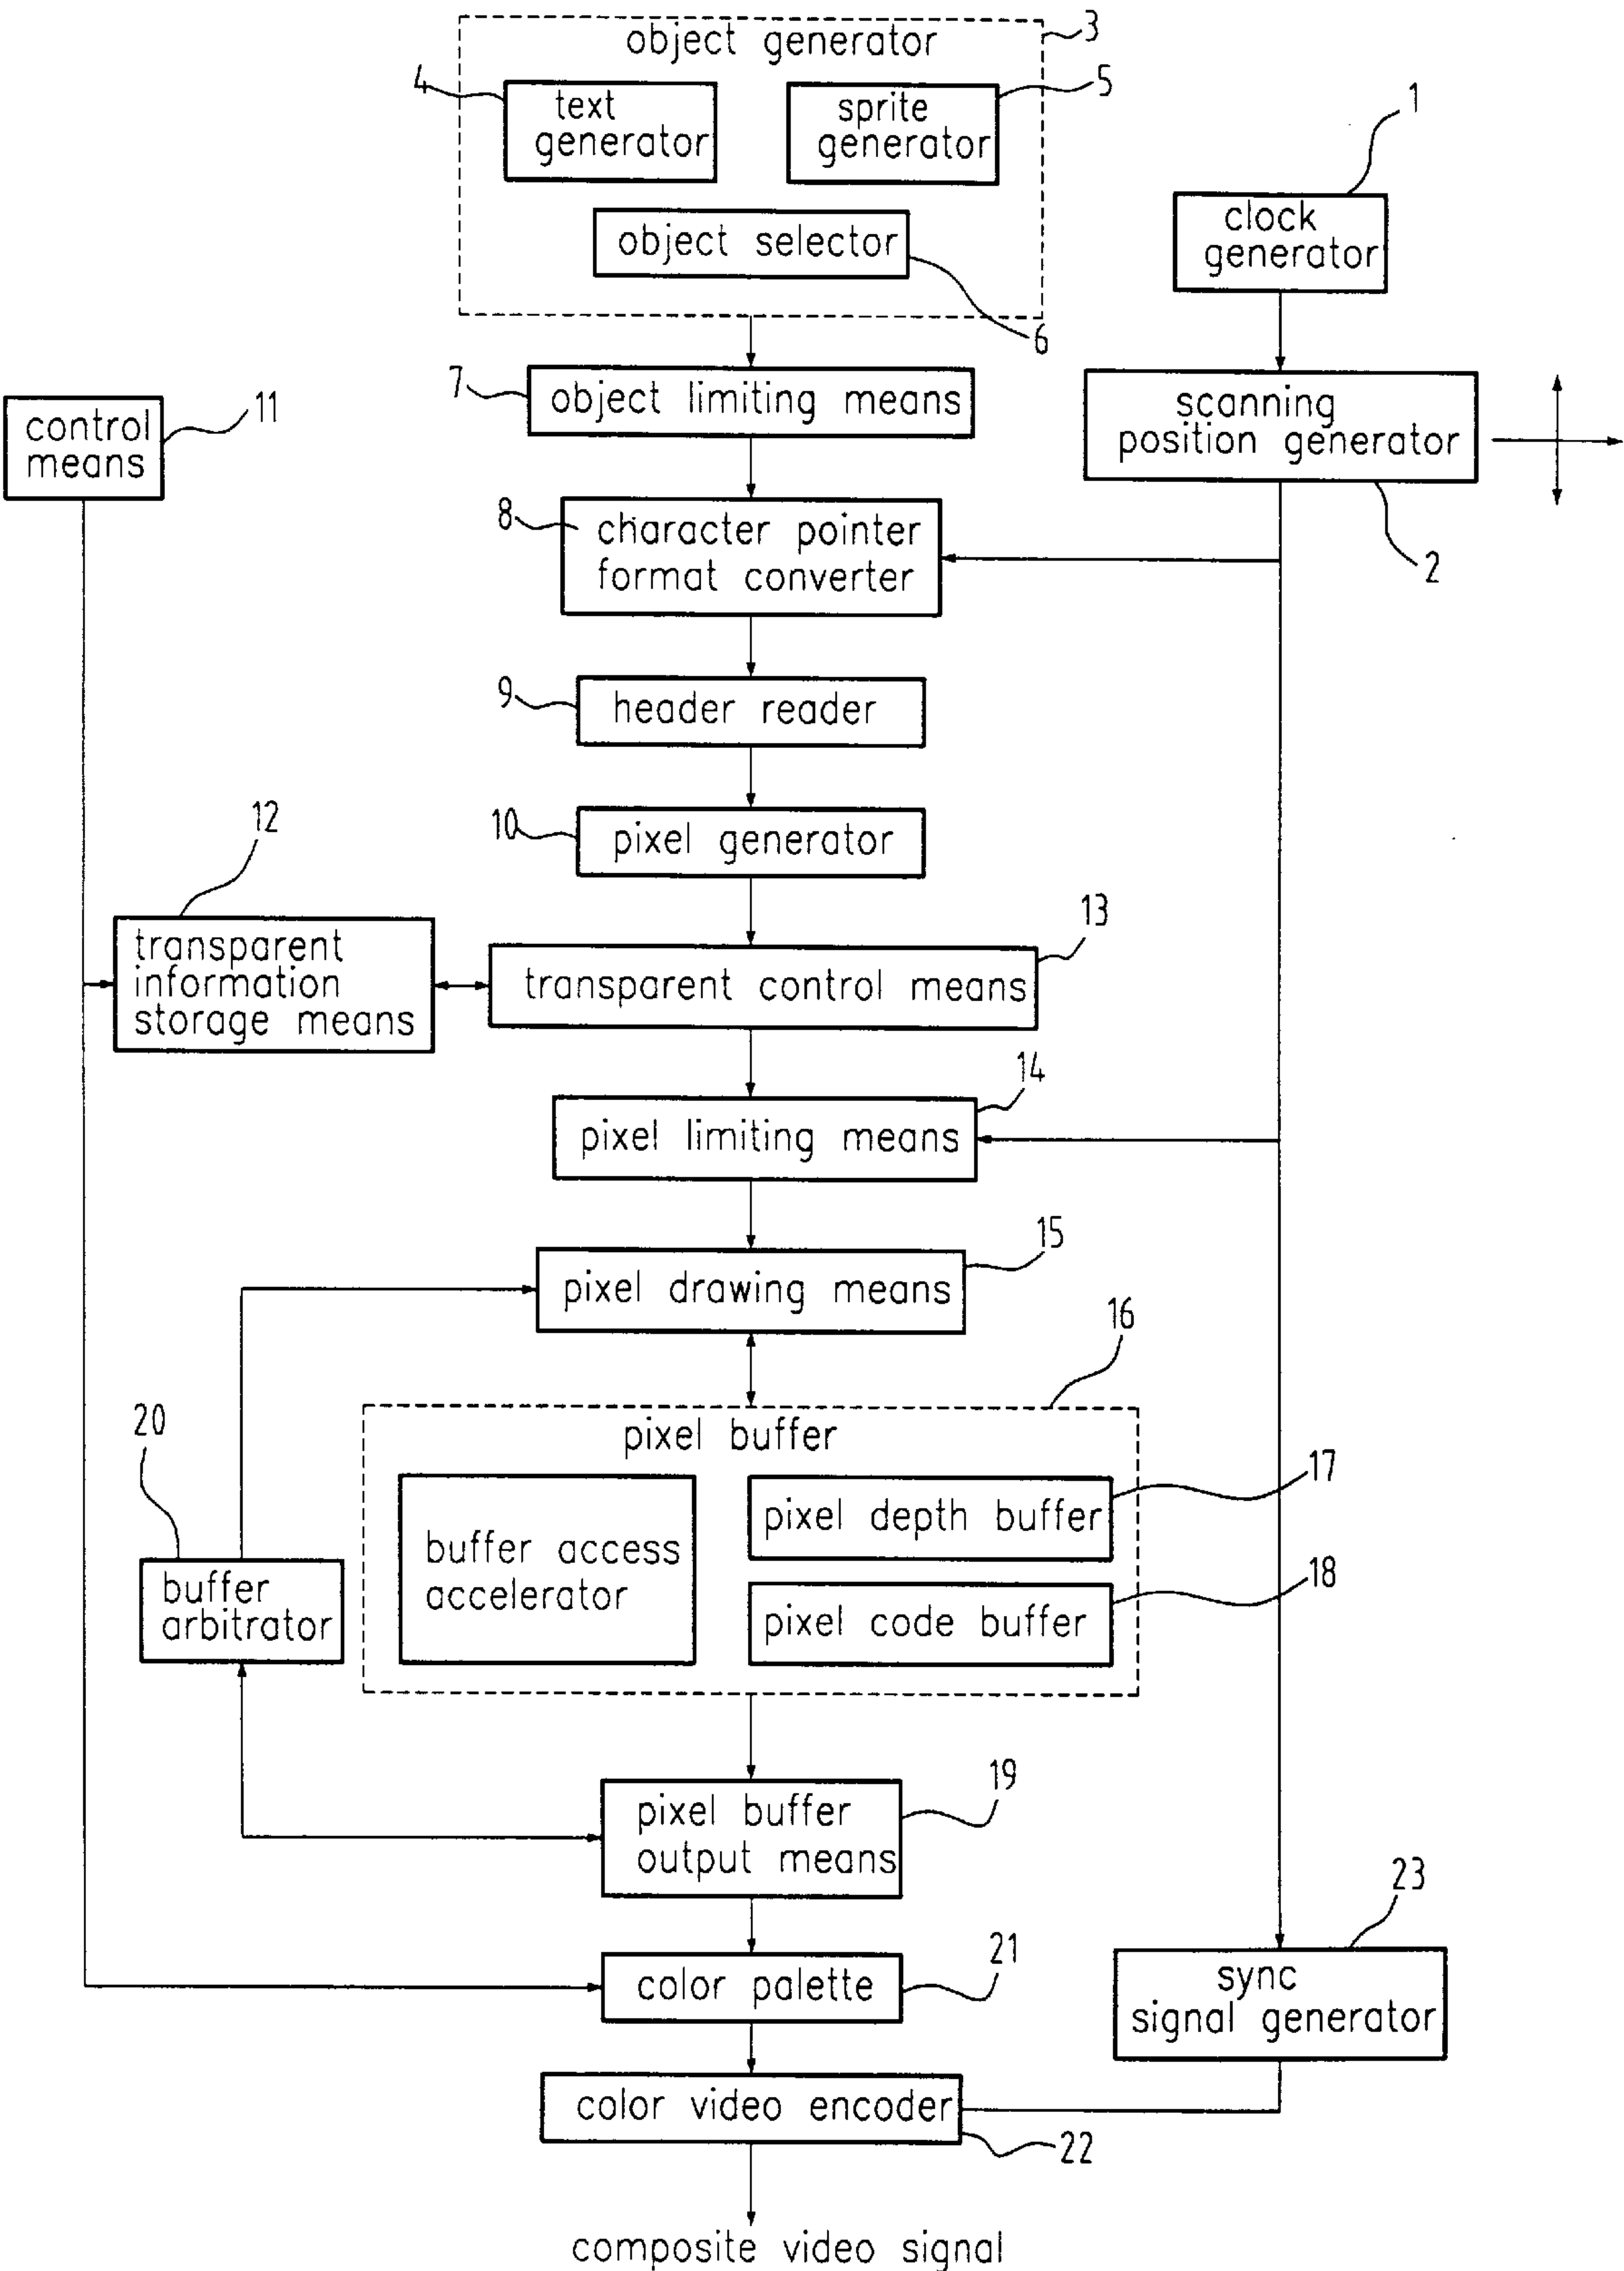 object generator
3
4
text
generator
sprite
generator
5
object selector
6
1
clock
generator
7
object limiting means
scanning
position generator
2
control
means
11
8
character pointer
format converter
9
header reader
10
pixel generator
12
transparent
information
storage means
13
transparent control means
14
pixel limiting means
15
pixel drawing means
16
pixel buffer
buffer access
accelerator
pixel depth buffer
17
pixel code buffer
18
20
buffer
arbitrator
pixel buffer
output means
19
color palette
21
23
sync
signal generator
color video encoder
22
composite video signal